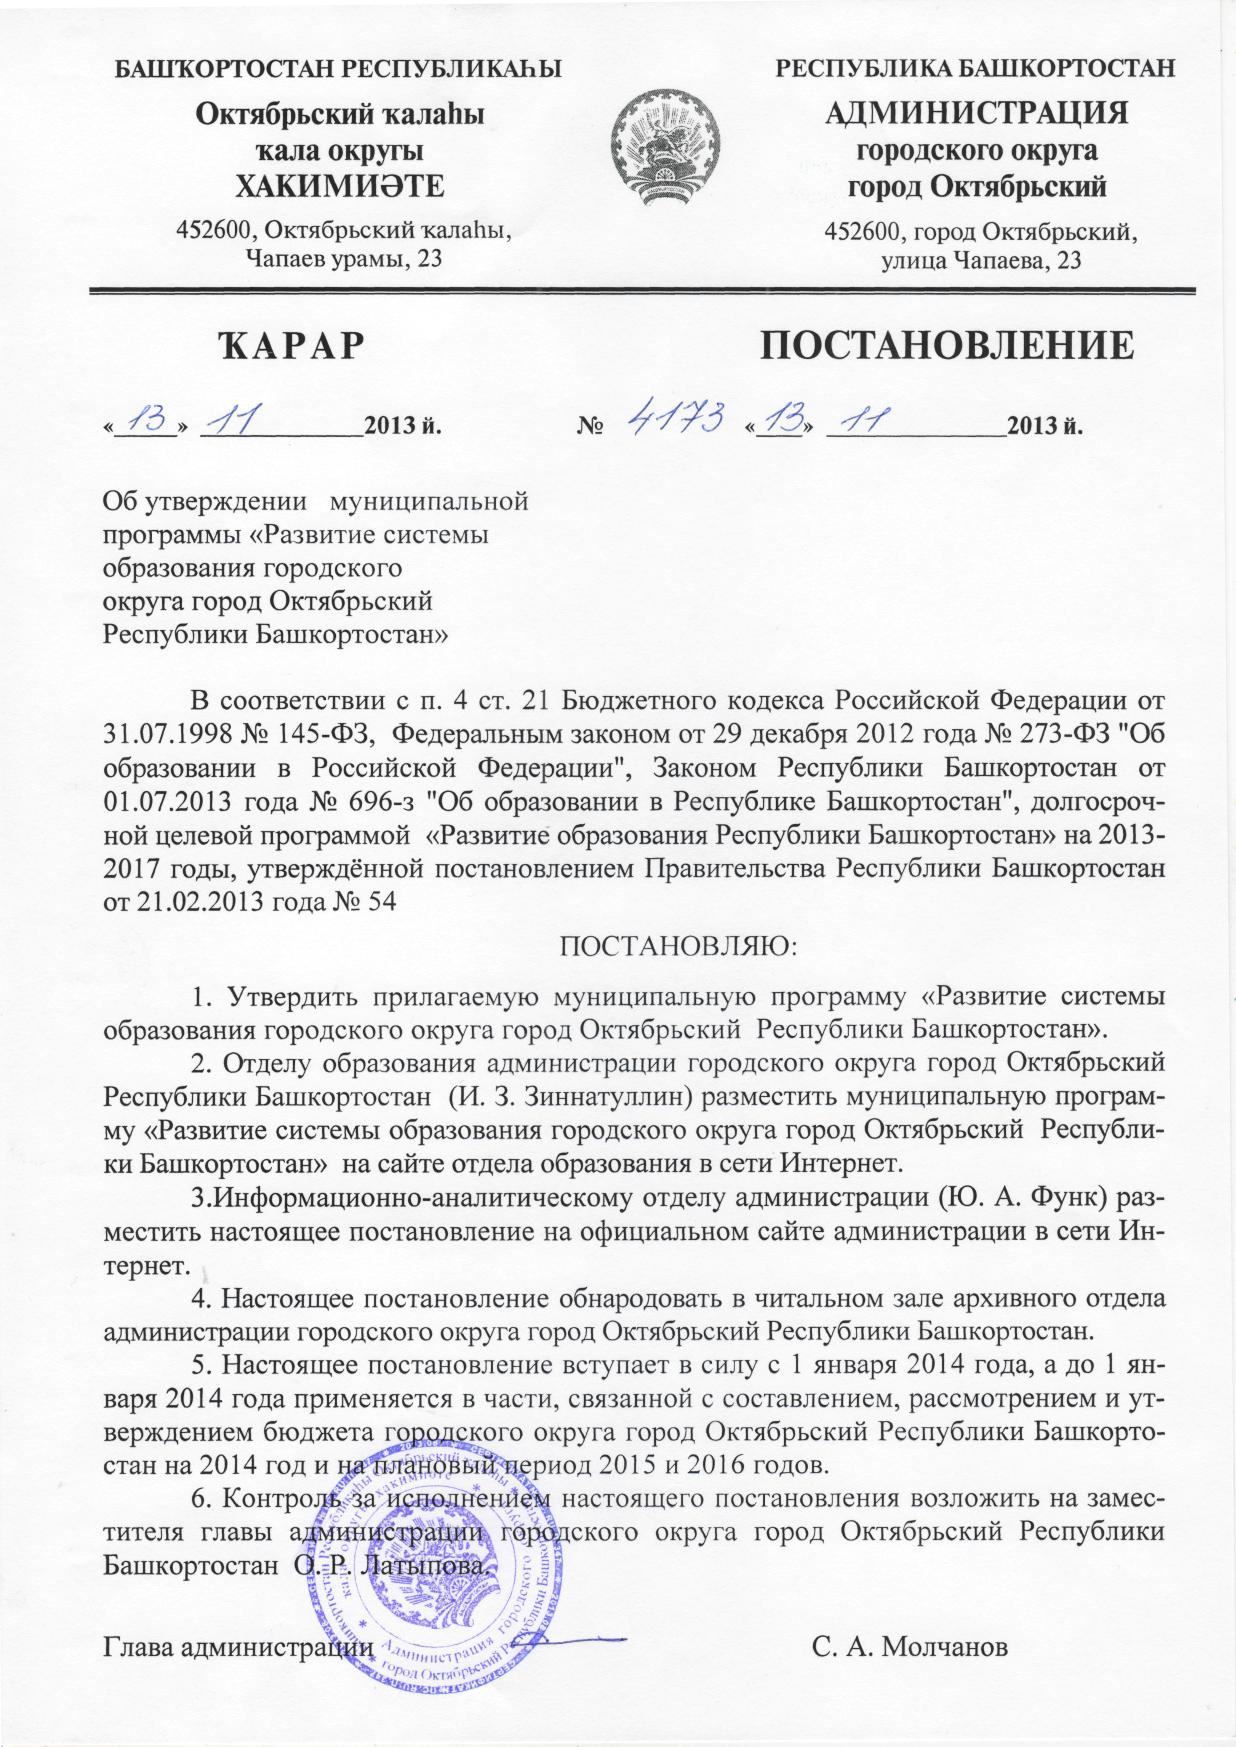 БАШҠОРТОСТАН РЕСПУБЛИКАҺЫ
Октябрьский ҡалаһы
ҡала округы
ХАКИМИӘТЕ
452600, Октябрьский ҡалаһы,
Чапаев урамы, 23
РЕСПУБЛИКА БАШКОРТОСТАН
АДМИНИСТРАЦИЯ
городского округа
город Октябрьский
452600, город Октябрьский,
улица Чапаева, 23
ҠАРАР
ПОСТАНОВЛЕНИЕ
«13» 11 2013 й. № 4173 «13» 11 2013 й.
Об утверждении муниципальной
программы «Развитие системы
образования городского
округа город Октябрьский
Республики Башкортостан»
В соответствии с п. 4 ст. 21 Бюджетного кодекса Российской Федерации от
31.07.1998 № 145-ФЗ, Федеральным законом от 29 декабря 2012 года № 273-ФЗ "Об
образовании в Российской Федерации", Законом Республики Башкортостан от
01.07.2013 года № 696-з "Об образовании в Республике Башкортостан", долгосроч-
ной целевой программой «Развитие образования Республики Башкортостан» на 2013-
2017 годы, утверждённой постановлением Правительства Республики Башкортостан
от 21.02.2013 года № 54
ПОСТАНОВЛЯЮ:
1. Утвердить прилагаемую муниципальную программу «Развитие системы
образования городского округа город Октябрьский Республики Башкортостан».
2. Отделу образования администрации городского округа город Октябрьский
Республики Башкортостан (И. З. Зиннатуллин) разместить муниципальную програм-
му «Развитие системы образования городского округа город Октябрьский Республи-
ки Башкортостан» на сайте отдела образования в сети Интернет.
3.Информационно-аналитическому отделу администрации (Ю. А. Функ) раз-
местить настоящее постановление на официальном сайте администрации в сети Ин-
тернет.
4. Настоящее постановление обнародовать в читальном зале архивного отдела
администрации городского округа город Октябрьский Республики Башкортостан.
5. Настоящее постановление вступает в силу с 1 января 2014 года, а до 1 ян-
варя 2014 года применяется в части, связанной с составлением, рассмотрением и ут-
верждением бюджета городского округа город Октябрьский Республики Башкорто-
стан на 2014 год и на плановый период 2015 и 2016 годов.
6. Контроль за исполнением настоящего постановления возложить на замес-
тителя главы администрации городского округа город Октябрьский Республики
Башкортостан О. Р. Латыпова.
Глава администрации С. А. Молчанов
Администрация городского округа
город Октябрьский Республики Башкортостан